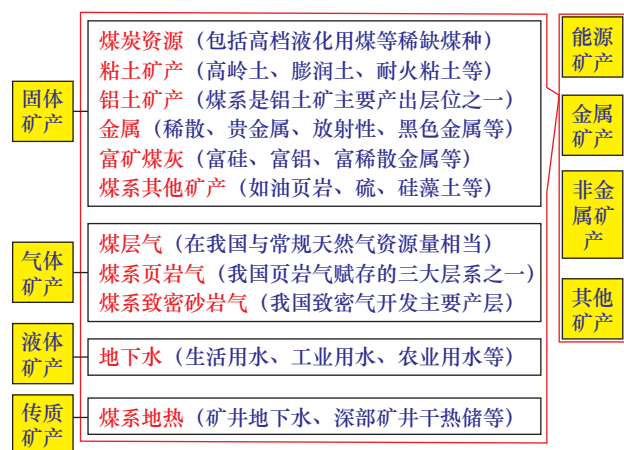 固体
矿产
煤炭资源（包括高档液化用煤等稀缺煤种）
粘土矿产（高岭土、膨润土、耐火粘土等）
铝土矿产（煤系是铝土矿主要产出层位之一）
金属（稀散、贵金属、放射性、黑色金属等）
富矿煤灰（富硅、富铝、富稀散金属等）
煤系其他矿产（如油页岩、硫、硅藻土等）
气体
矿产
煤层气（在我国与常规天然气资源量相当）
煤系页岩气（我国页岩气赋存的三大层系之一）
煤系致密砂岩气（我国致密气开发主要产层）
液体
矿产
地下水（生活用水、工业用水、农业用水等）
传质
矿产
煤系地热（矿井地下水、深部矿井干热储等）
能源
矿产
金属
矿产
非金
属矿
产
其他
矿产